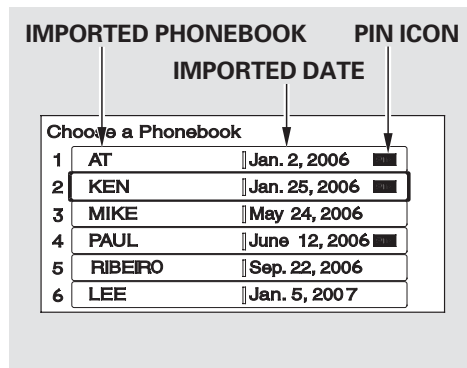 IMPORTED PHONEBOOK PIN ICON
IMPORTED DATE
Choose a Phonebook
1 AT Jan. 2, 2006
2 KEN Jan. 25, 2006
3 MIKE May 24, 2006
4 PAUL June 12, 2006
5 RIBEIRO Sep. 22, 2006
6 LEE Jan. 5, 2007